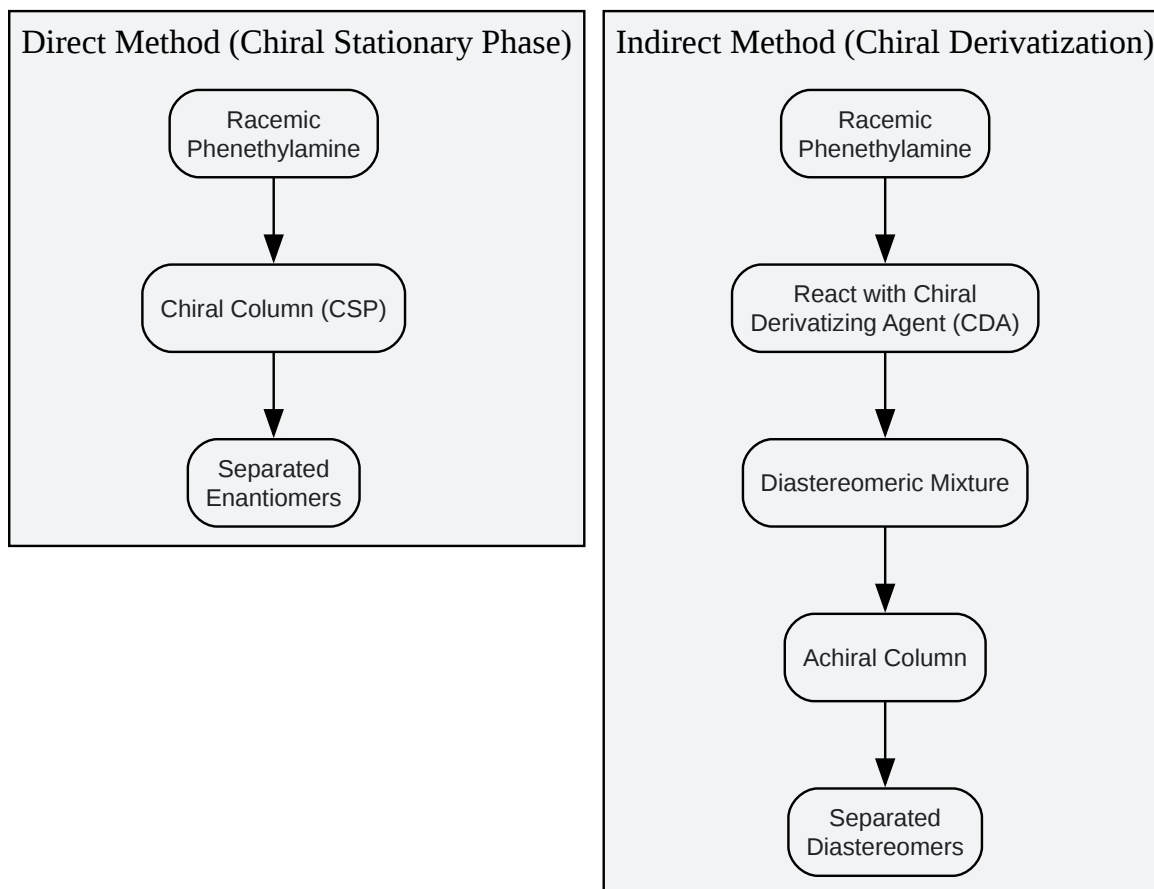 Direct Method (Chiral Stationary Phase)
Racemic
Phenethylamine
Chiral Column (CSP)
Separated
Enantiomers
Indirect Method (Chiral Derivatization)
Racemic
Phenethylamine
React with Chiral
Derivatizing Agent (CDA)
Diastereomeric Mixture
Achiral Column
Separated
Diastereomers